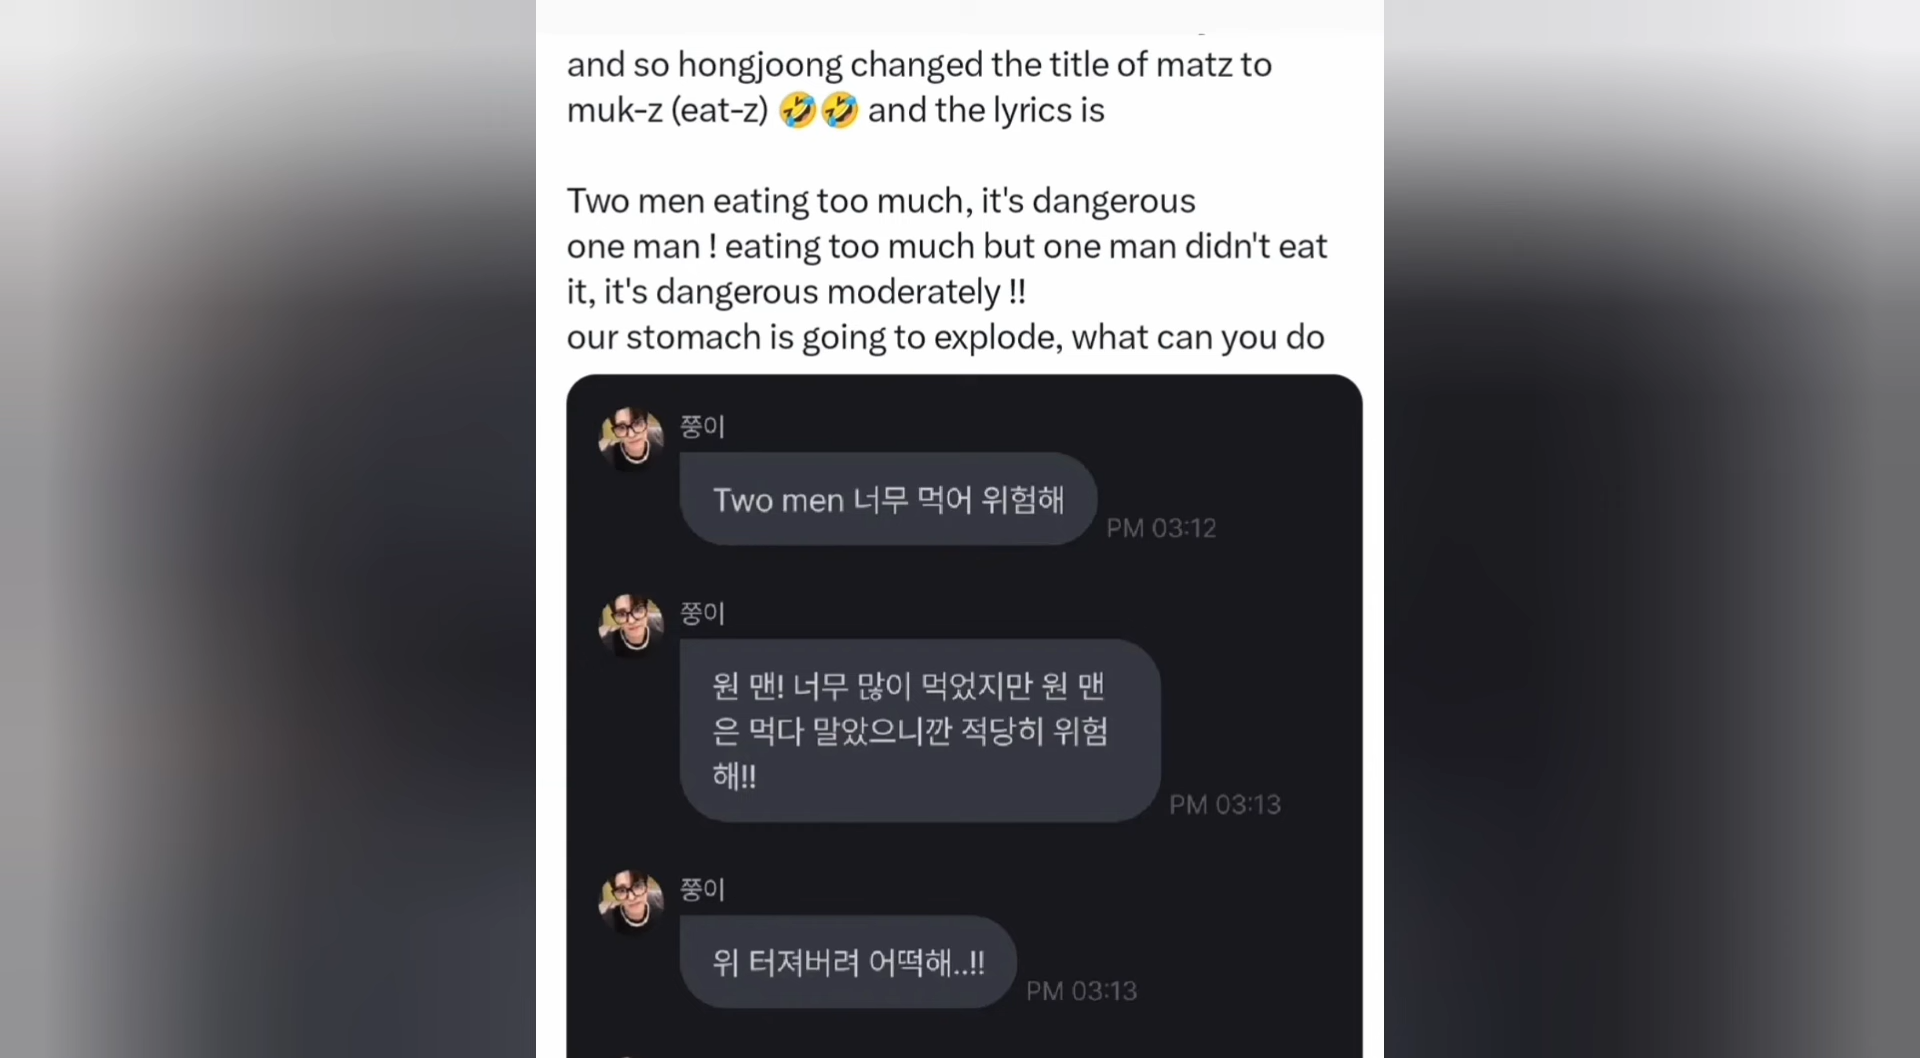 and so hongjoong changed the title of matz to
muk-z (eat-z) 🤣🤣 and the lyrics is
Two men eating too much, it's dangerous
one man ! eating too much but one man didn't eat
it, it's dangerous moderately !!
our stomach is going to explode, what can you do
쭝이
Two men 너무 먹어 위험해
PM 03:12
쭝이
원 맨! 너무 많이 먹었지만 원 맨
은 먹다 말았으니깐 적당히 위험
해!!
PM 03:13
쭝이
위 터져버려 어떡해..!!
PM 03:13